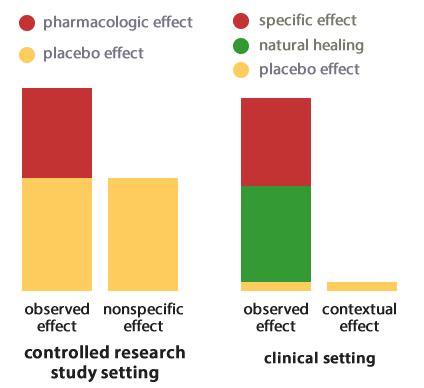 pharmacologic effect
placebo effect
specific effect
natural healing
placebo effect
observed effect
nonspecific effect
controlled research study setting
observed effect
contextual effect
clinical setting